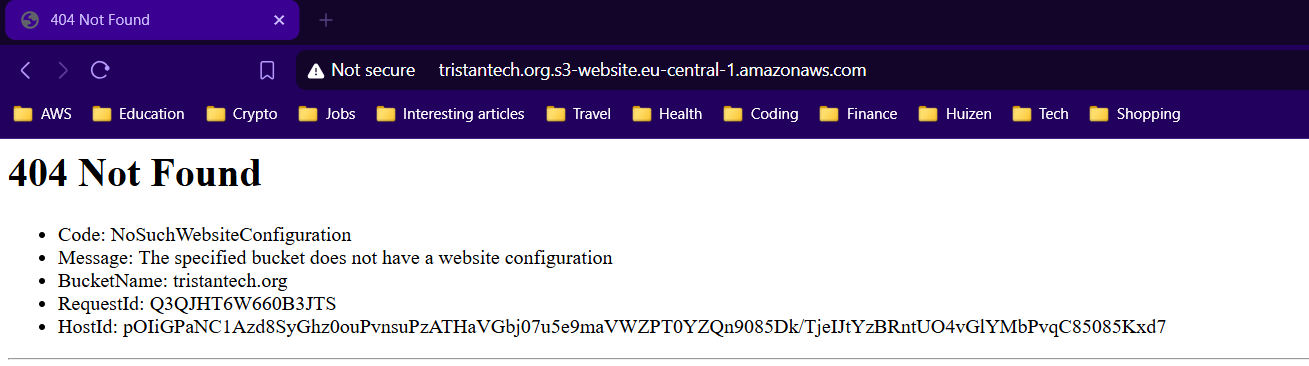 404 Not Found
Not secure tristantech.org.s3-website.eu-central-1.amazonaws.com
AWS Education Crypto Jobs Interesting articles Travel Health Coding Finance Huizen Tech Shopping
404 Not Found
Code: NoSuchWebsiteConfiguration
Message: The specified bucket does not have a website configuration
BucketName: tristantech.org
RequestId: Q3QJHT6W660B3JTS
HostId: pOIiGPaNC1Azd8SyGhz0ouPvnsuPzATHaVGbj07u5e9maVWZPT0YZQn9085Dk/TjeIJtYzBRntUO4vGlYMbPvqC85085Kxd7